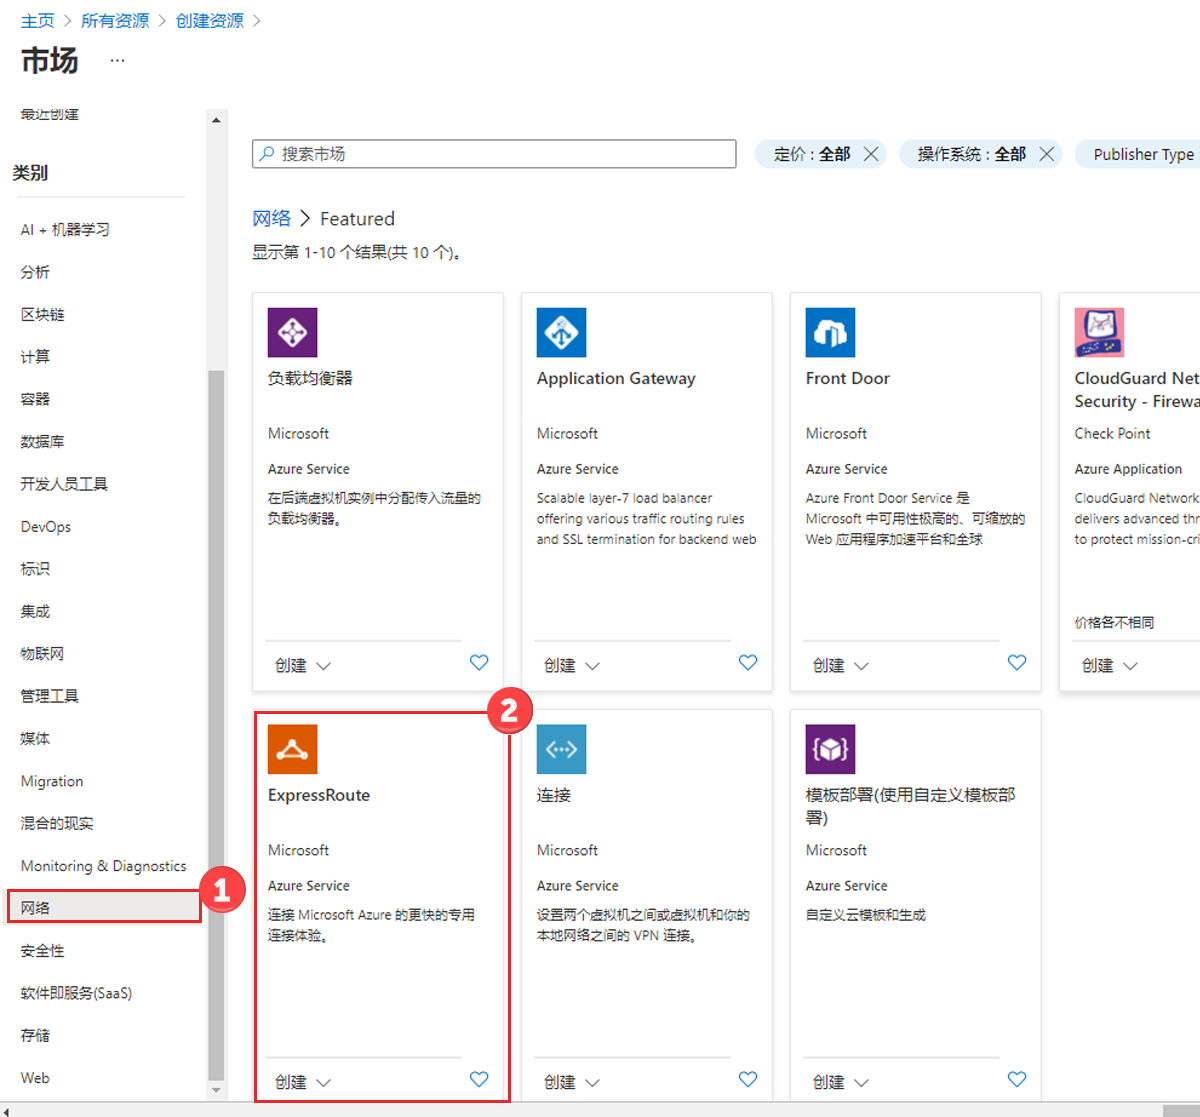 主页 > 所有资源 > 创建资源 >
市场 ...
最近创建
类别
AI + 机器学习
分析
区块链
计算
容器
数据库
开发人员工具
DevOps
标识
集成
物联网
管理工具
媒体
Migration
混合的现实
Monitoring & Diagnostics
网络
1
安全性
软件即服务(SaaS)
存储
Web
搜索市场
定价 : 全部
操作系统 : 全部
Publisher Type
网络 > Featured
显示第 1-10 个结果(共 10 个)。
负载均衡器
Microsoft
Azure Service
在后端虚拟机实例中分配传入流量的
负载均衡器。
创建
Application Gateway
Microsoft
Azure Service
Scalable layer-7 load balancer
offering various traffic routing rules
and SSL termination for backend web
创建
Front Door
Microsoft
Azure Service
Azure Front Door Service 是
Microsoft 中可用性极高的、可缩放的
Web 应用程序加速平台和全球
创建
CloudGuard Net
Security - Firewa
Check Point
Azure Application
CloudGuard Network
delivers advanced thr
to protect mission-cri
价格各不相同
创建
2
ExpressRoute
Microsoft
Azure Service
连接 Microsoft Azure 的更快的专用
连接体验。
创建
连接
Microsoft
Azure Service
设置两个虚拟机之间或虚拟机和你的
本地网络之间的 VPN 连接。
创建
模板部署(使用自定义模板部
署)
Microsoft
Azure Service
自定义云模板和生成
创建